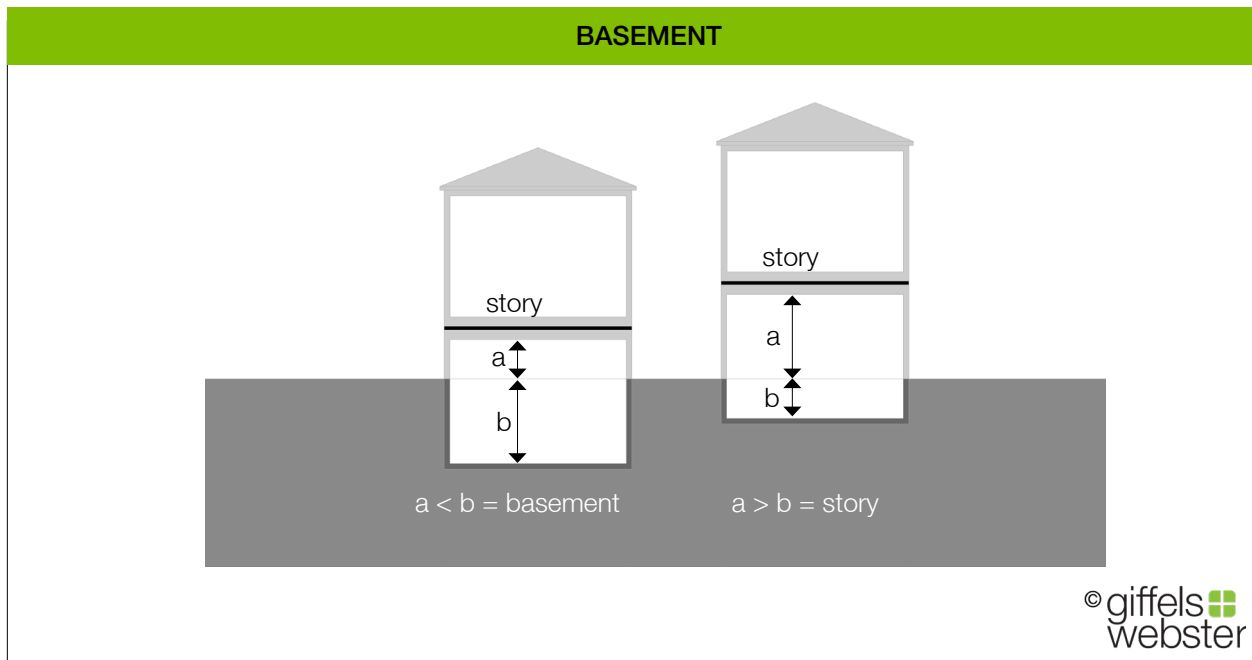 BASEMENT
story
a
b
a < b = basement
story
a
b
a > b = story
© giffels
webster